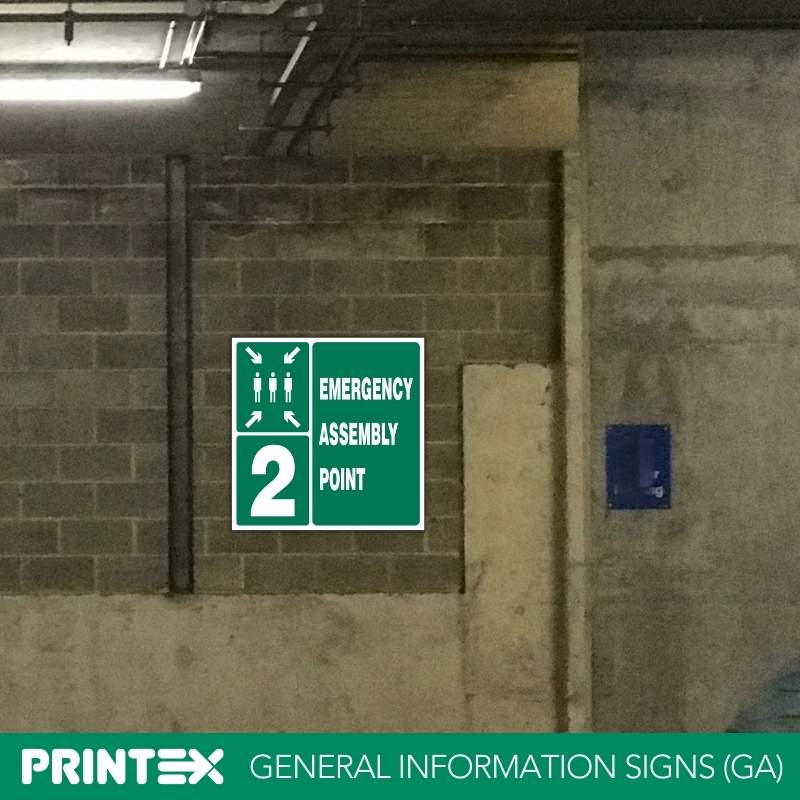 EMERGENCY
ASSEMBLY
POINT
2
PRINTEX GENERAL INFORMATION SIGNS (GA)